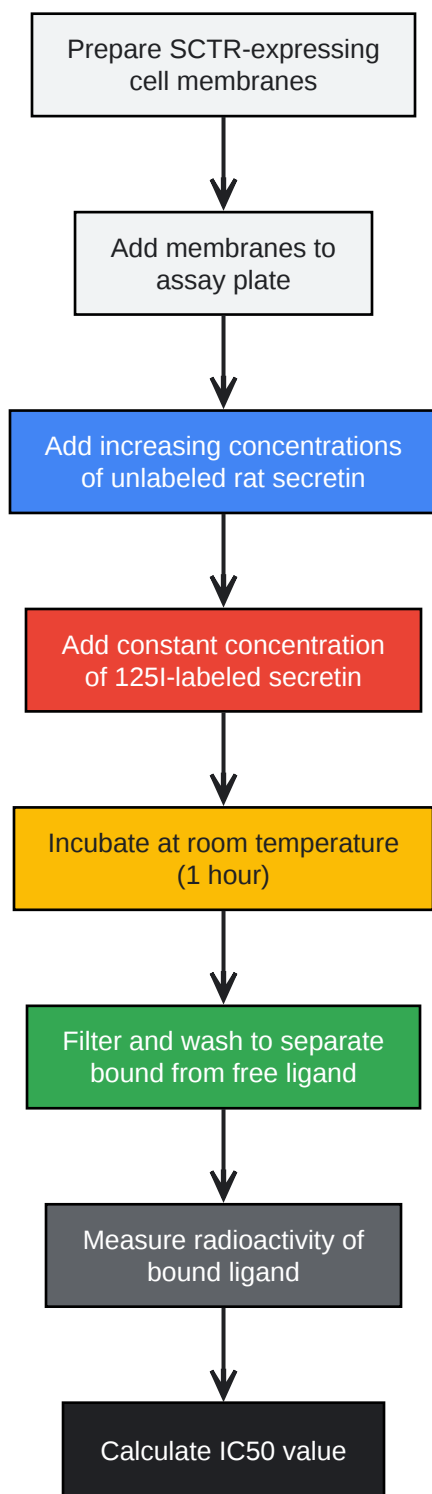 Prepare SCTR-expressing
cell membranes
Add membranes to
assay plate
Add increasing concentrations
of unlabeled rat secretin
Add constant concentration
of 125I-labeled secretin
Incubate at room temperature
(1 hour)
Filter and wash to separate
bound from free ligand
Measure radioactivity of
bound ligand
Calculate IC50 value